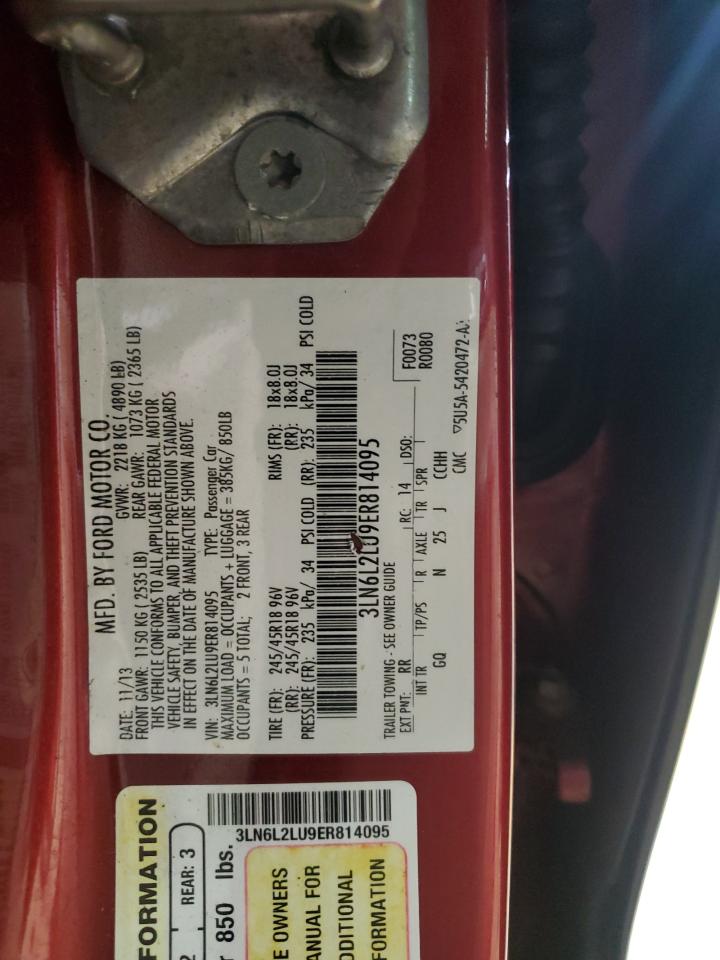 MFD. BY FORD MOTOR CO.
DATE: 11/13 GVWR: 2218 KG ( 4890 LB)
FRONT GAWR: 1150 KG ( 2535 LB) REAR GAWR: 1073 KG ( 2365 LB)
THIS VEHICLE CONFORMS TO ALL APPLICABLE FEDERAL MOTOR
VEHICLE SAFETY, BUMPER, AND THEFT PREVENTION STANDARDS
IN EFFECT ON THE DATE OF MANUFACTURE SHOWN ABOVE.
VIN: 3LN6L2LU9ER814095 TYPE: Passenger Car
MAXIMUM LOAD = OCCUPANTS + LUGGAGE = 385KG/ 850LB
OCCUPANTS = 5 TOTAL; 2 FRONT, 3 REAR
TIRE (FR): 245/45R18 96V RIMS (FR): 18x8.0J
(RR): 245/45R18 96V (RR): 18x8.0J
PRESSURE (FR): 235 kPa/ 34 PSI COLD (RR): 235 kPa/ 34 PSI COLD
3LN6L2LU9ER814095
TRAILER TOWING - SEE OWNER GUIDE F0073
R0080
EXT PNT: RR RC: 14 DSO:
INT TR TP/PS R AXLE TR SPR
GQ N 25 J CCHH
CMC ▽5U5A-5420472-A
FORMATION
2 REAR: 3
r 850 lbs.
3LN6L2LU9ER814095
E OWNERS
ANUAL FOR
DDITIONAL
FORMATION